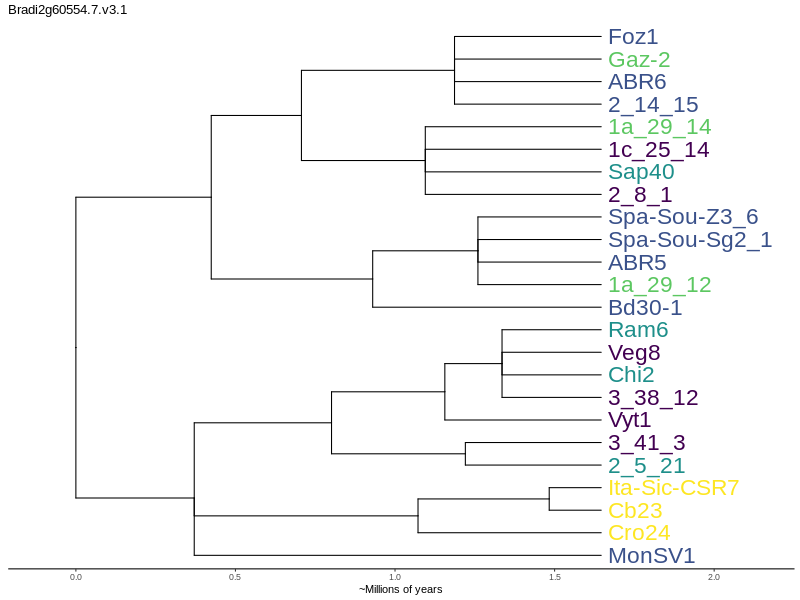 Bradi2g60554.7.v3.1
Foz1
Gaz-2
ABR6
2_14_15
1a_29_14
1c_25_14
Sap40
2_8_1
Spa-Sou-Z3_6
Spa-Sou-Sg2_1
ABR5
1a_29_12
Bd30-1
Ram6
Veg8
Chi2
3_38_12
Vyt1
3_41_3
2_5_21
Ita-Sic-CSR7
Cb23
Cro24
MonSV1
0.0 0.5 1.0 1.5 2.0
~Millions of years